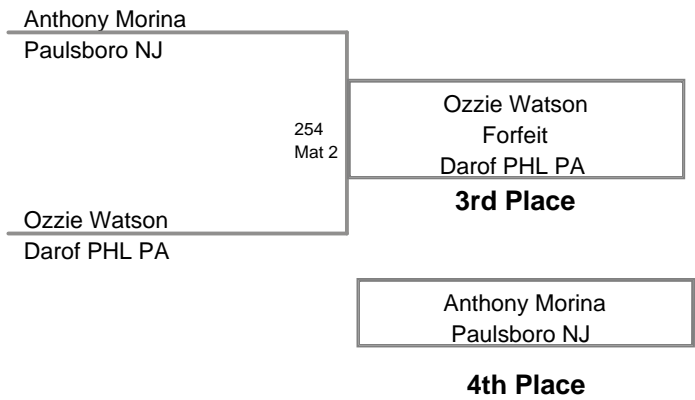 Anthony Morina
Paulsboro NJ
254
Mat 2
Ozzie Watson
Forfeit
Darof PHL PA
3rd Place
Ozzie Watson
Darof PHL PA
Anthony Morina
Paulsboro NJ
4th Place